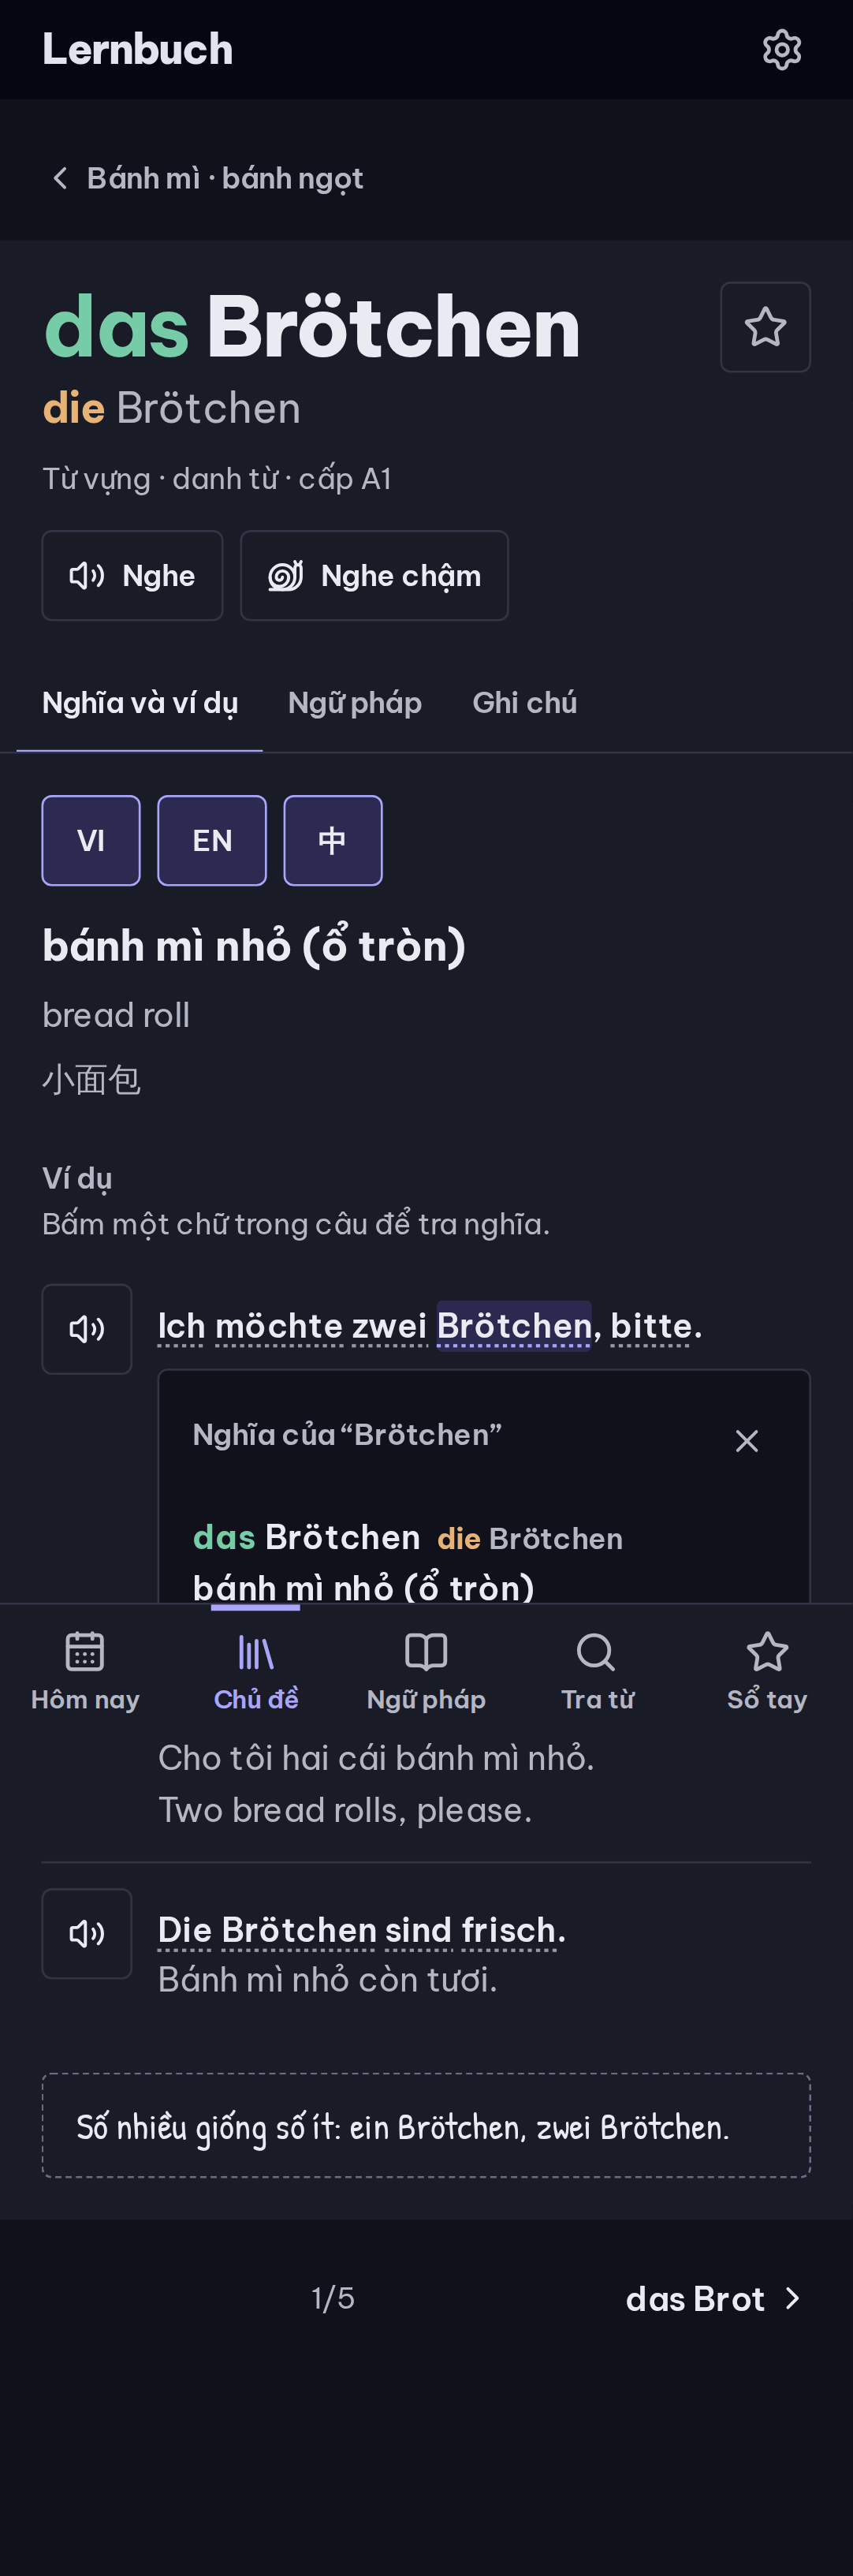 Lernbuch
Bánh mì · bánh ngọt
das Brötchen
die Brötchen
Từ vựng · danh từ · cấp A1
Nghe
Nghe chậm
Nghĩa và ví dụ
Ngữ pháp
Ghi chú
VI
EN
中
bánh mì nhỏ (ổ tròn)
bread roll
小面包
Ví dụ
Bấm một chữ trong câu để tra nghĩa.
Ich möchte zwei Brötchen, bitte.
Nghĩa của “Brötchen”
das Brötchen die Brötchen
bánh mì nhỏ (ổ tròn)
Hôm nay
Chủ đề
Ngữ pháp
Tra từ
Sổ tay
Cho tôi hai cái bánh mì nhỏ.
Two bread rolls, please.
Die Brötchen sind frisch.
Bánh mì nhỏ còn tươi.
Số nhiều giống số ít: ein Brötchen, zwei Brötchen.
1/5
das Brot